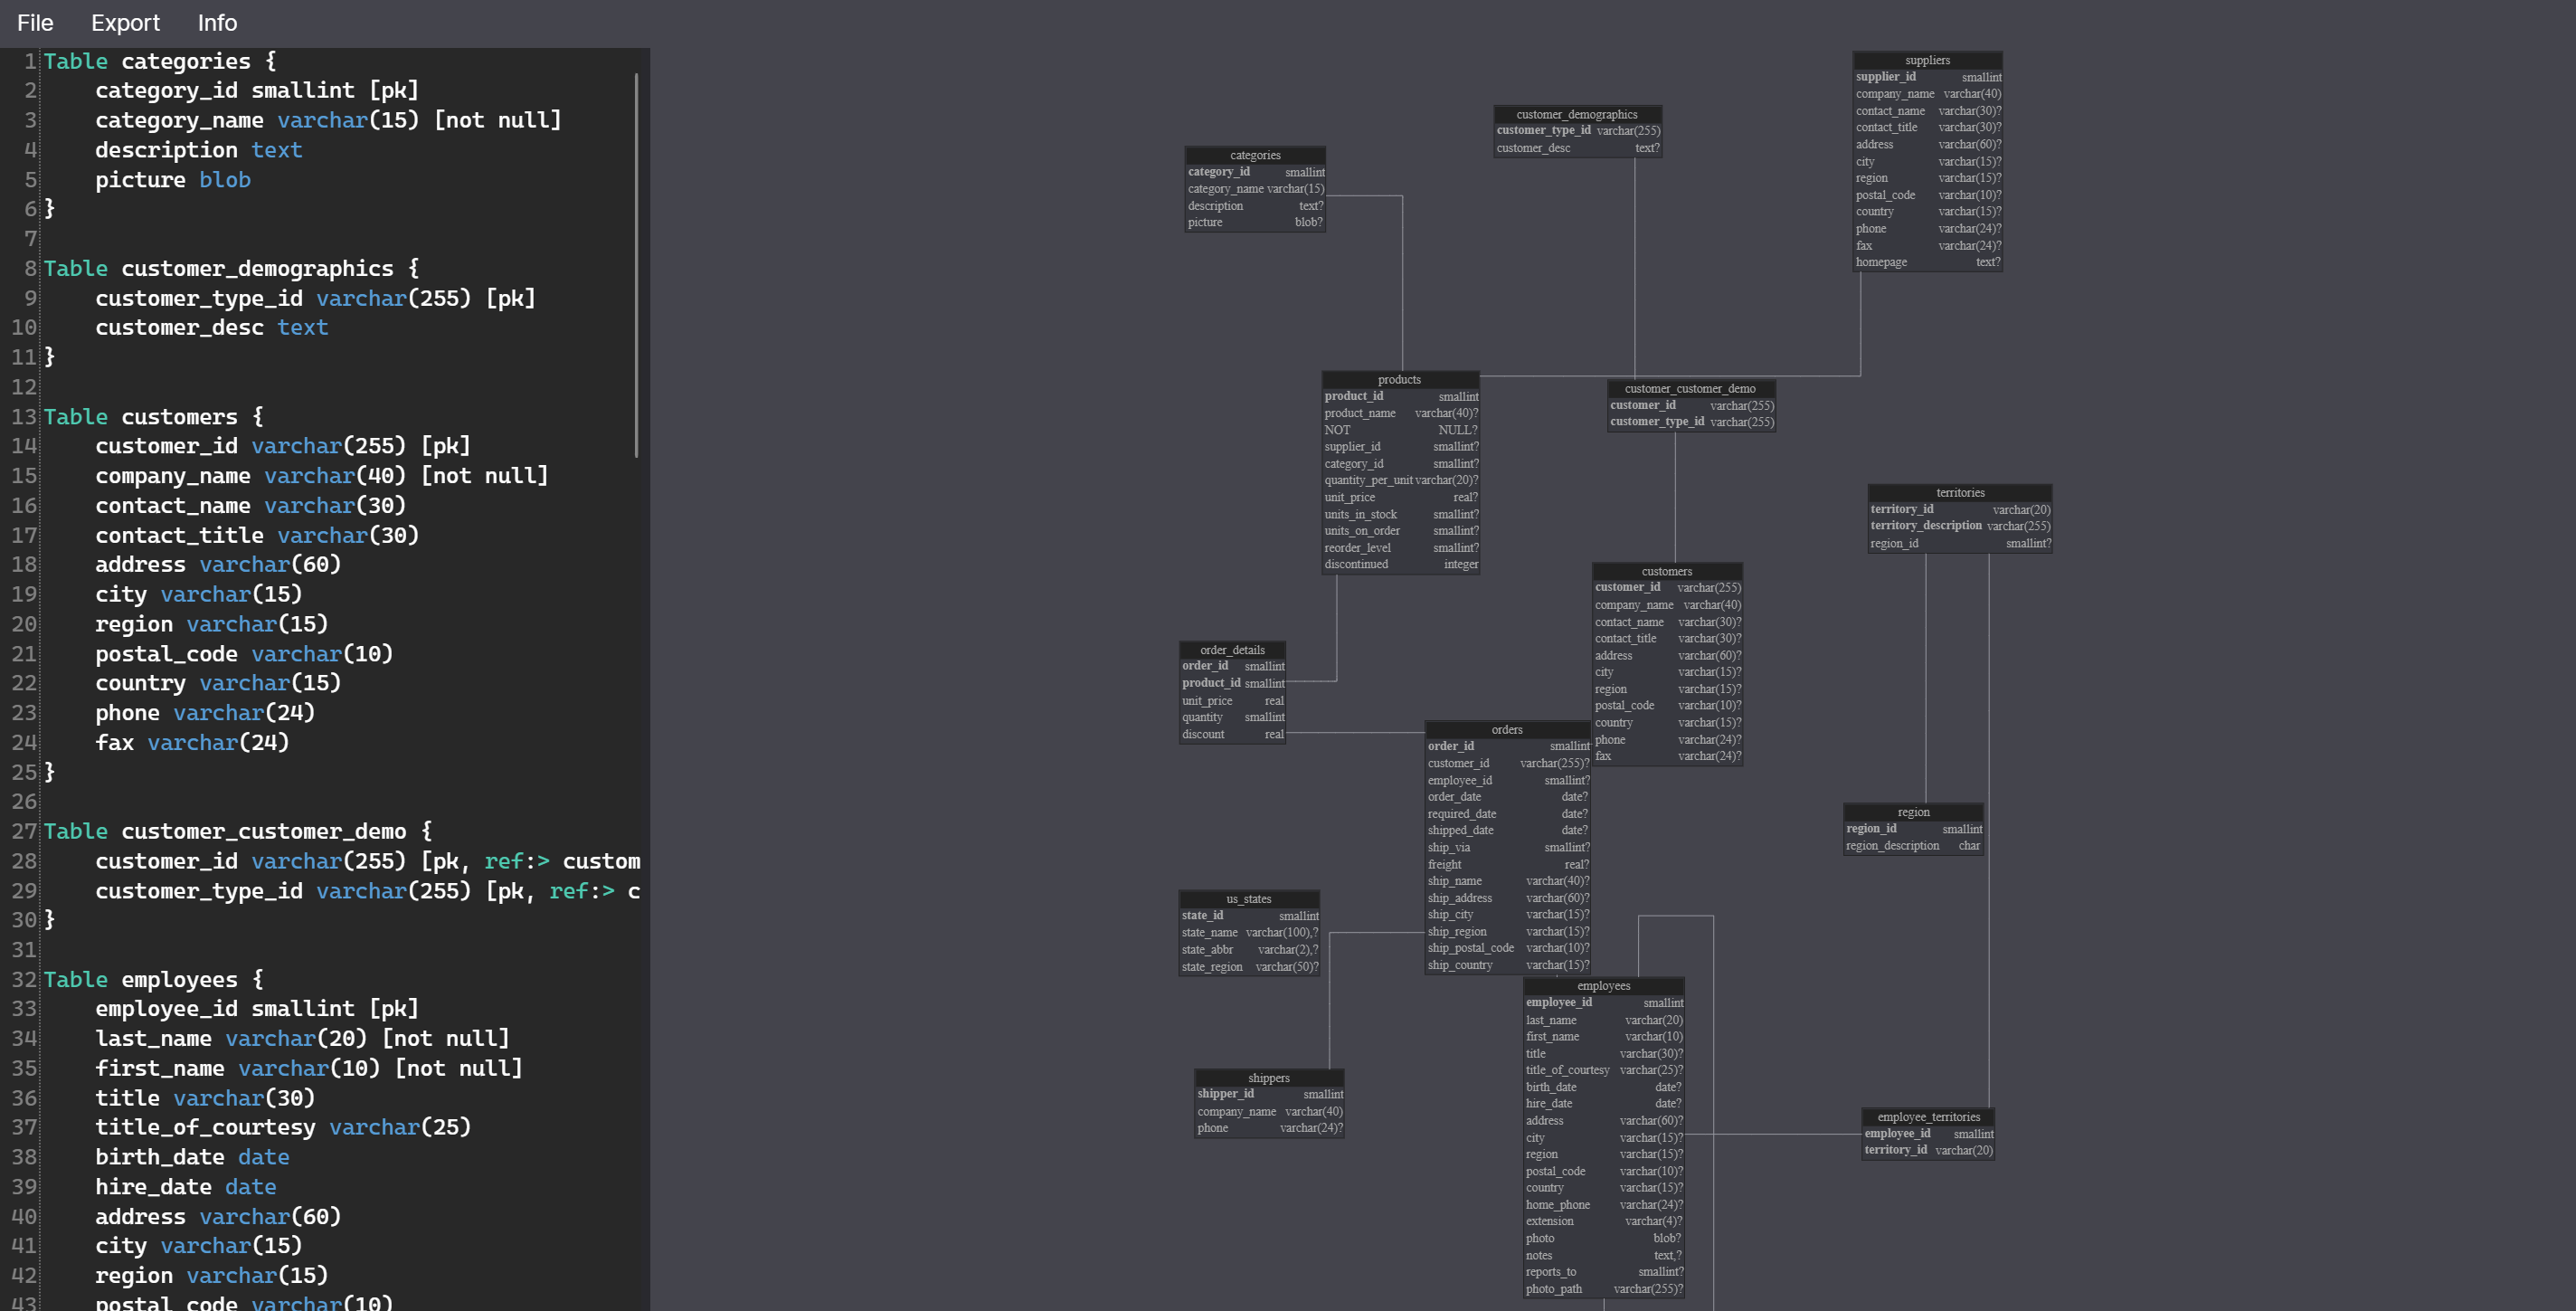 File Export Info
1 Table categories {
2 category_id smallint [pk]
3 category_name varchar(15) [not null]
4 description text
5 picture blob
6 }
7
8 Table customer_demographics {
9 customer_type_id varchar(255) [pk]
10 customer_desc text
11 }
12
13 Table customers {
14 customer_id varchar(255) [pk]
15 company_name varchar(40) [not null]
16 contact_name varchar(30)
17 contact_title varchar(30)
18 address varchar(60)
19 city varchar(15)
20 region varchar(15)
21 postal_code varchar(10)
22 country varchar(15)
23 phone varchar(24)
24 fax varchar(24)
25 }
26
27 Table customer_customer_demo {
28 customer_id varchar(255) [pk, ref:> custom
29 customer_type_id varchar(255) [pk, ref:> c
30 }
31
32 Table employees {
33 employee_id smallint [pk]
34 last_name varchar(20) [not null]
35 first_name varchar(10) [not null]
36 title varchar(30)
37 title_of_courtesy varchar(25)
38 birth_date date
39 hire_date date
40 address varchar(60)
41 city varchar(15)
42 region varchar(15)
43 postal_code varchar(10)
suppliers
supplier_id smallint
company_name varchar(40)
contact_name varchar(30)?
contact_title varchar(30)?
address varchar(60)?
city varchar(15)?
region varchar(15)?
postal_code varchar(10)?
country varchar(15)?
phone varchar(24)?
fax varchar(24)?
homepage text?
customer_demographics
customer_type_id varchar(255)
customer_desc text?
categories
category_id smallint
category_name varchar(15)
description text?
picture blob?
products
product_id smallint
product_name varchar(40)?
NOT NULL?
supplier_id smallint?
category_id smallint?
quantity_per_unit varchar(20)?
unit_price real?
units_in_stock smallint?
units_on_order smallint?
reorder_level smallint?
discontinued integer
customer_customer_demo
customer_id varchar(255)
customer_type_id varchar(255)
territories
territory_id varchar(20)
territory_description varchar(255)
region_id smallint?
customers
customer_id varchar(255)
company_name varchar(40)
contact_name varchar(30)?
contact_title varchar(30)?
address varchar(60)?
city varchar(15)?
region varchar(15)?
postal_code varchar(10)?
country varchar(15)?
phone varchar(24)?
fax varchar(24)?
order_details
order_id smallint
product_id smallint
unit_price real
quantity smallint
discount real
orders
order_id smallint
customer_id varchar(255)?
employee_id smallint?
order_date date?
required_date date?
shipped_date date?
ship_via smallint?
freight real?
ship_name varchar(40)?
ship_address varchar(60)?
ship_city varchar(15)?
ship_region varchar(15)?
ship_postal_code varchar(10)?
ship_country varchar(15)?
region
region_id smallint
region_description char
us_states
state_id smallint
state_name varchar(100),?
state_abbr varchar(2),?
state_region varchar(50)?
employees
employee_id smallint
last_name varchar(20)
first_name varchar(10)
title varchar(30)?
title_of_courtesy varchar(25)?
birth_date date?
hire_date date?
address varchar(60)?
city varchar(15)?
region varchar(15)?
postal_code varchar(10)?
country varchar(15)?
home_phone varchar(24)?
extension varchar(4)?
photo blob?
notes text,?
reports_to smallint?
photo_path varchar(255)?
shippers
shipper_id smallint
company_name varchar(40)
phone varchar(24)?
employee_territories
employee_id smallint
territory_id varchar(20)